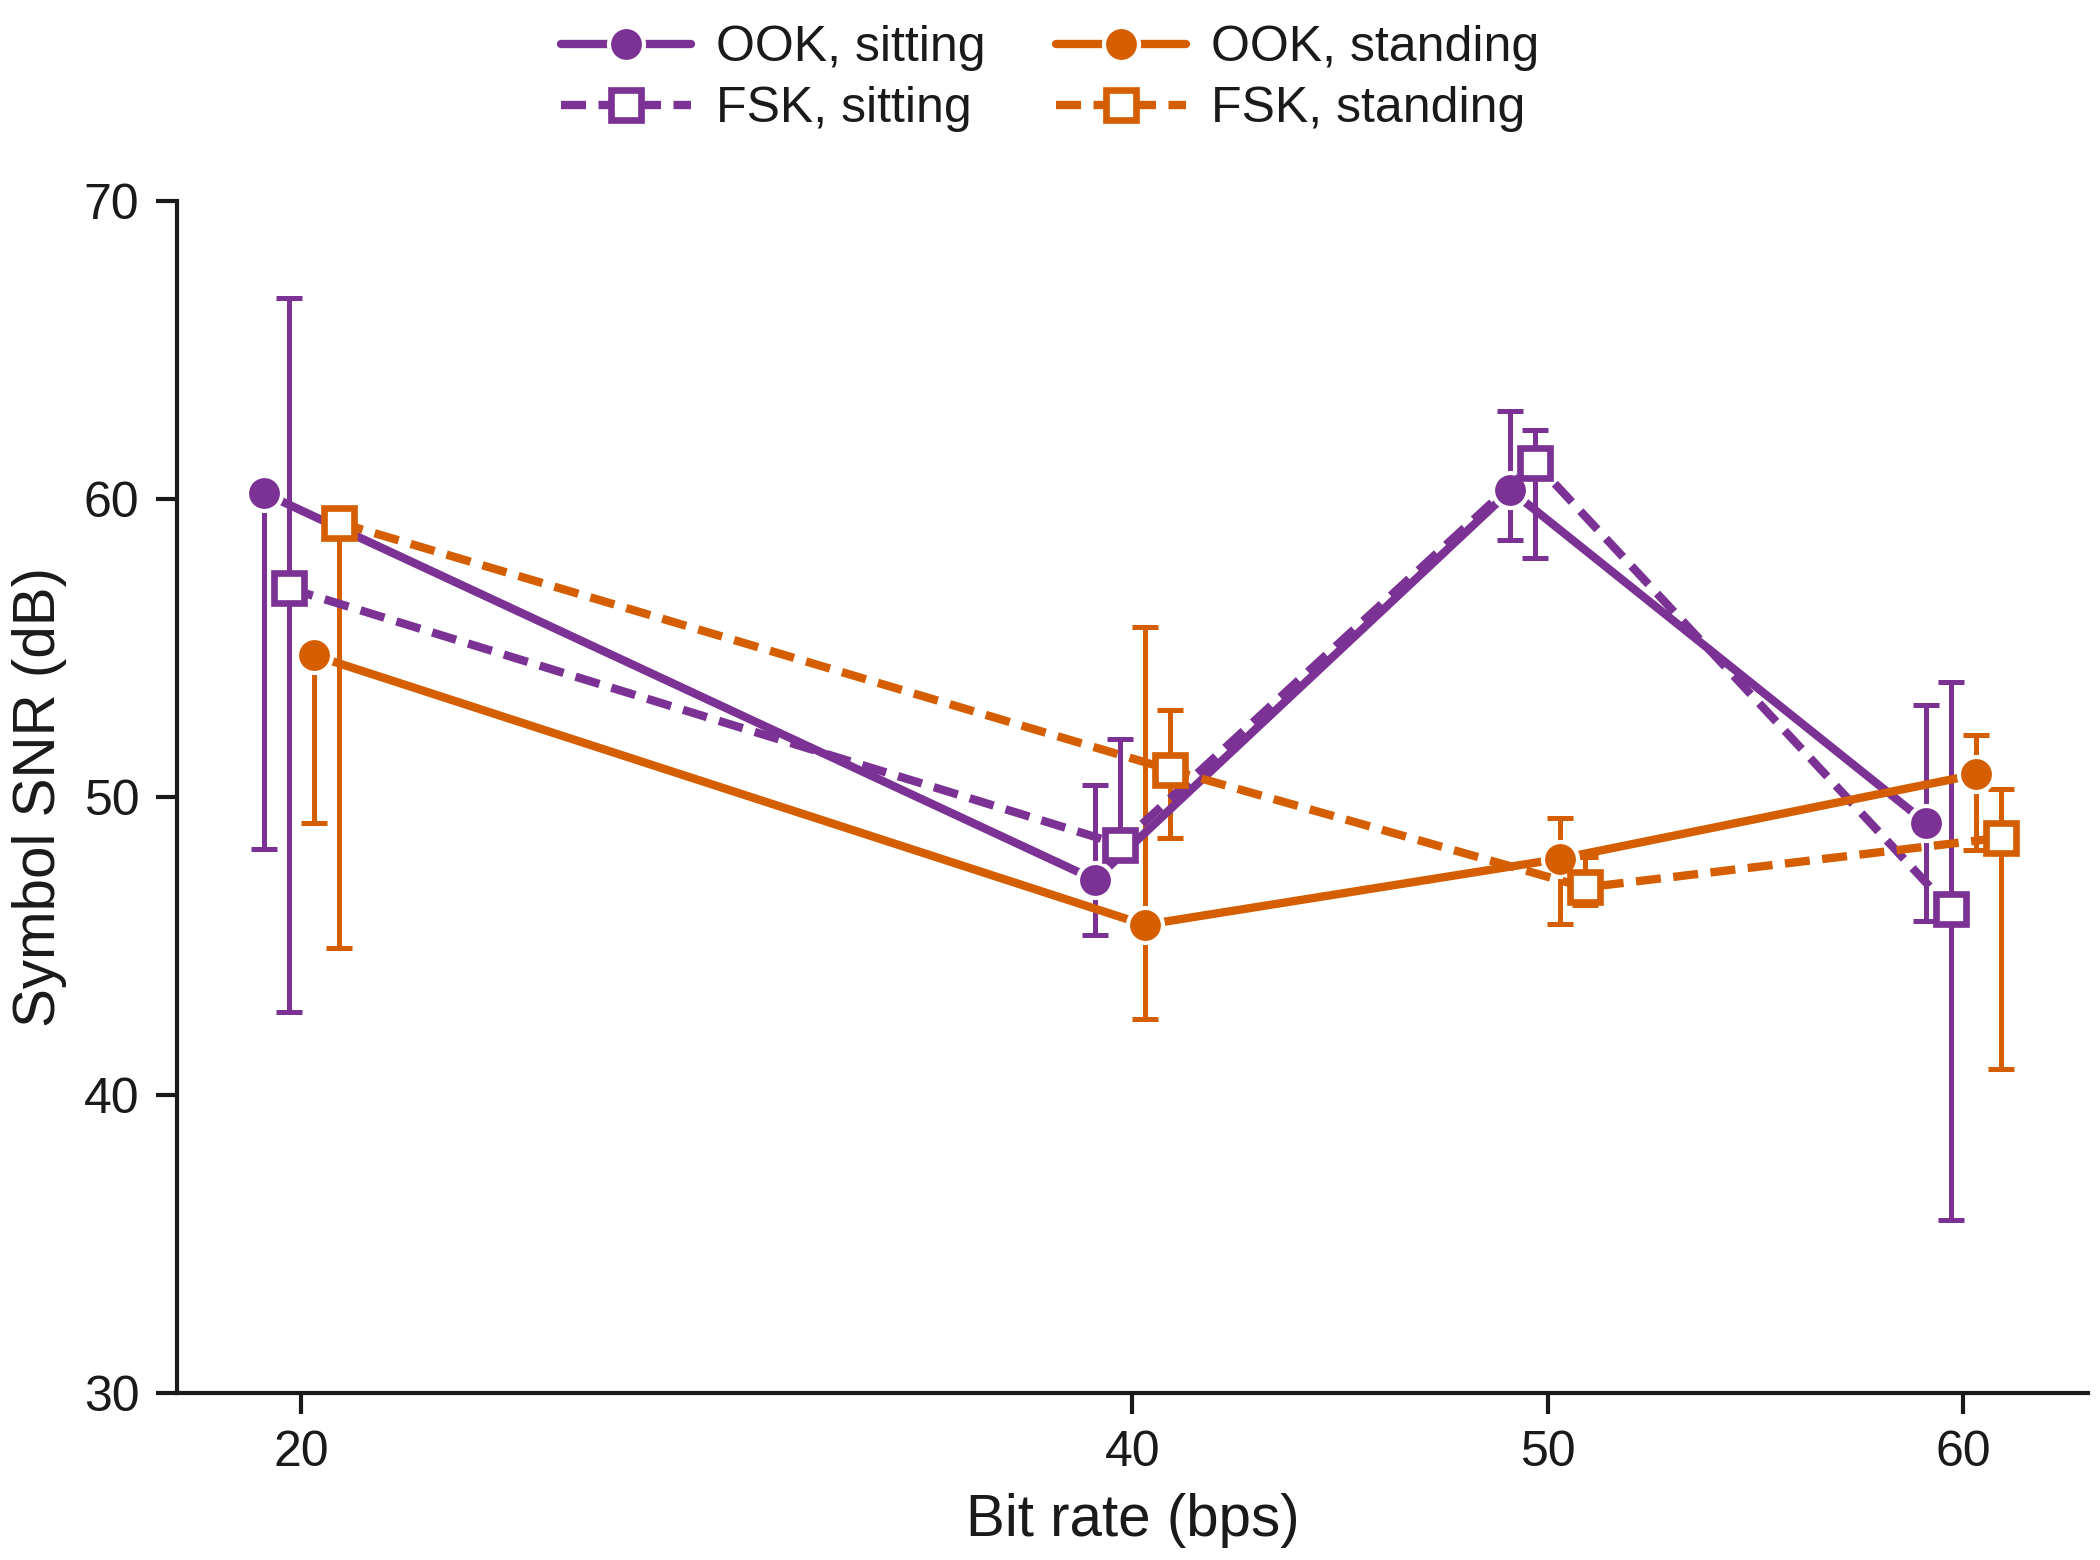 OOK, sitting
OOK, standing
FSK, sitting
FSK, standing
70
60
50
40
30
Symbol SNR (dB)
20
40
50
60
Bit rate (bps)